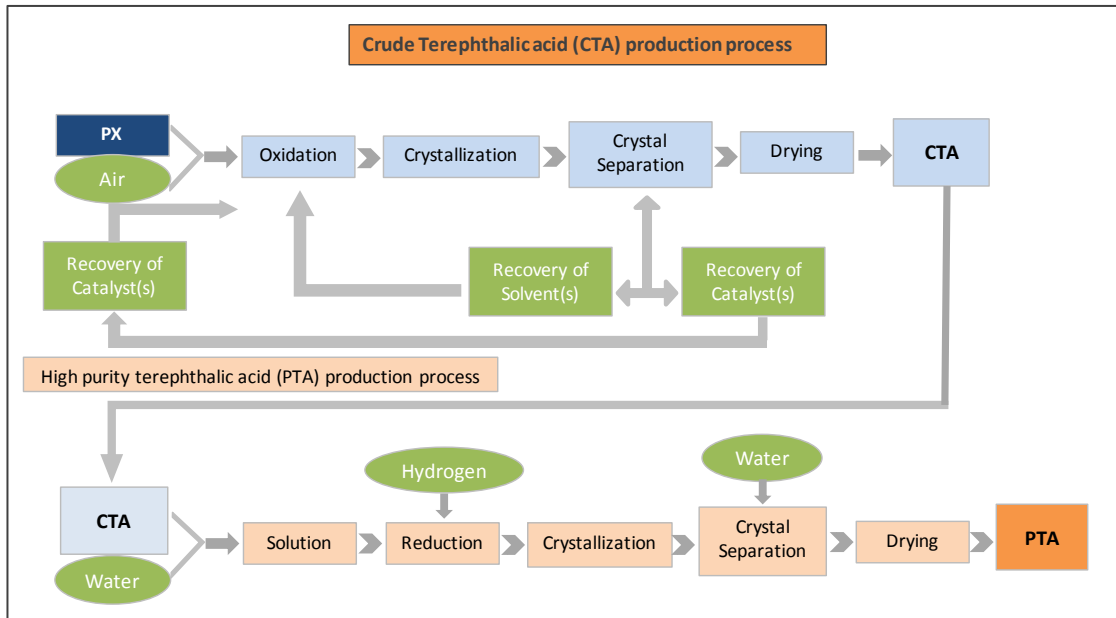 Crude Terephthalic acid (CTA) production process
PX
Air
Oxidation
Crystallization
Crystal
Separation
Drying
CTA
Recovery of
Catalyst(s)
Recovery of
Solvent(s)
Recovery of
Catalyst(s)
High purity terephthalic acid (PTA) production process
Hydrogen
Water
CTA
Water
Solution
Reduction
Crystallization
Crystal
Separation
Drying
PTA